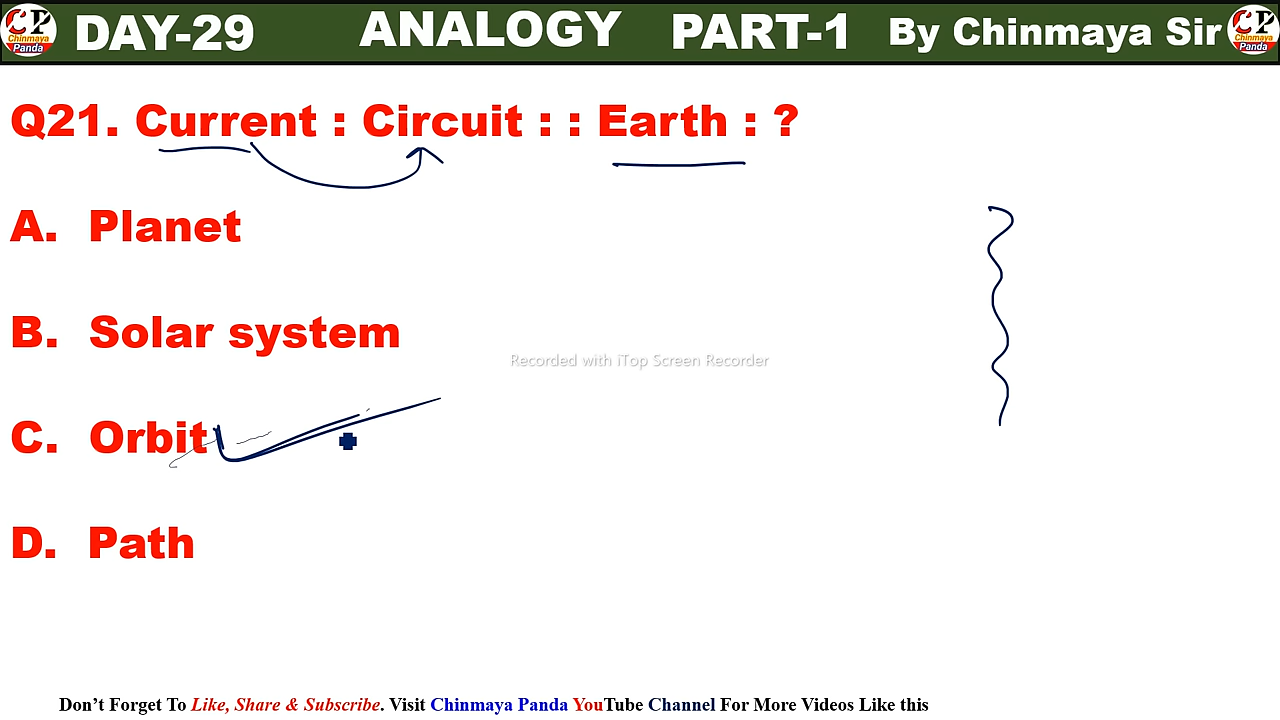 CP Chinmaya Panda DAY-29 ANALOGY PART-1 By Chinmaya Sir CP Chinmaya Panda
Q21. Current : Circuit : : Earth : ?
A. Planet
B. Solar system
Recorded with iTop Screen Recorder
C. Orbit
D. Path
Don't Forget To Like, Share & Subscribe. Visit Chinmaya Panda YouTube Channel For More Videos Like this